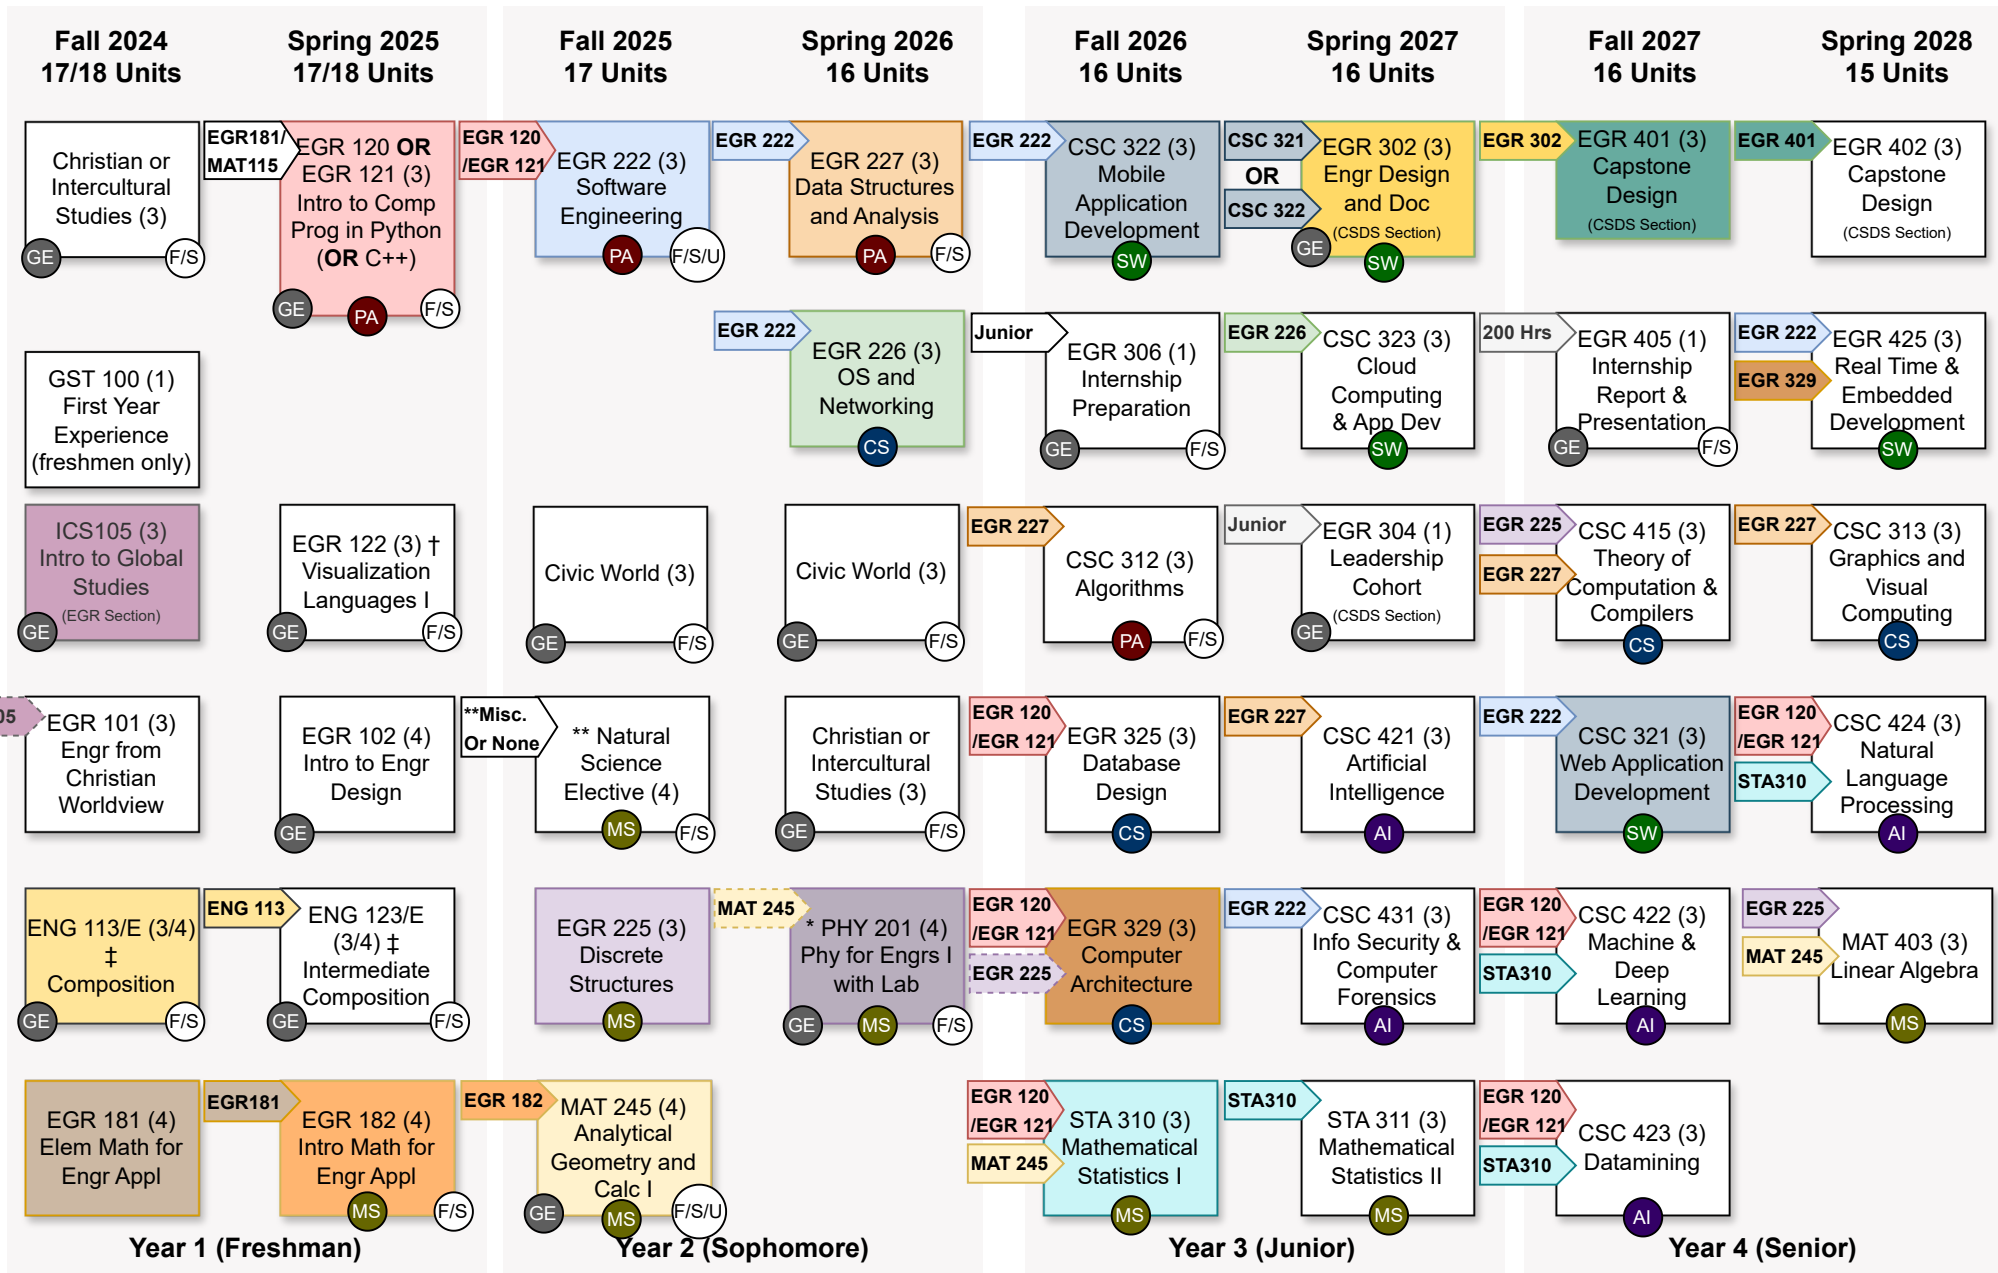 Fall 2024
17/18 Units
Spring 2025
17/18 Units
Fall 2025
17 Units
Spring 2026
16 Units
Fall 2026
16 Units
Spring 2027
16 Units
Fall 2027
16 Units
Spring 2028
15 Units
Christian or
Intercultural
Studies (3)
GE
F/S
EGR181/
MAT115
EGR 120 OR
EGR 121 (3)
Intro to Comp
Prog in Python
(OR C++)
GE
PA
F/S
EGR 120
/EGR 121
EGR 222 (3)
Software
Engineering
PA
F/S/U
EGR 222
EGR 227 (3)
Data Structures
and Analysis
PA
F/S
EGR 222
CSC 322 (3)
Mobile
Application
Development
SW
CSC 321
OR
CSC 322
EGR 302 (3)
Engr Design
and Doc
(CSDS Section)
GE
SW
EGR 302
EGR 401 (3)
Capstone
Design
(CSDS Section)
EGR 401
EGR 402 (3)
Capstone
Design
(CSDS Section)
GST 100 (1)
First Year
Experience
(freshmen only)
EGR 222
EGR 226 (3)
OS and
Networking
CS
Junior
EGR 306 (1)
Internship
Preparation
GE
F/S
EGR 226
CSC 323 (3)
Cloud
Computing
& App Dev
SW
200 Hrs
EGR 405 (1)
Internship
Report &
Presentation
GE
F/S
EGR 222
EGR 329
EGR 425 (3)
Real Time &
Embedded
Development
SW
ICS105 (3)
Intro to Global
Studies
(EGR Section)
GE
EGR 122 (3) †
Visualization
Languages I
GE
F/S
Civic World (3)
GE
F/S
Civic World (3)
GE
F/S
EGR 227
CSC 312 (3)
Algorithms
PA
F/S
Junior
EGR 304 (1)
Leadership
Cohort
(CSDS Section)
GE
EGR 225
EGR 227
CSC 415 (3)
Theory of
Computation &
Compilers
CS
EGR 227
CSC 313 (3)
Graphics and
Visual
Computing
CS
05
EGR 101 (3)
Engr from
Christian
Worldview
EGR 102 (4)
Intro to Engr
Design
GE
**Misc.
Or None
** Natural
Science
Elective (4)
MS
F/S
Christian or
Intercultural
Studies (3)
GE
F/S
EGR 120
/EGR 121
EGR 325 (3)
Database
Design
CS
EGR 227
CSC 421 (3)
Artificial
Intelligence
AI
EGR 222
CSC 321 (3)
Web Application
Development
SW
EGR 120
/EGR 121
STA310
CSC 424 (3)
Natural
Language
Processing
AI
ENG 113/E (3/4)
‡
Composition
GE
F/S
ENG 113
ENG 123/E
(3/4) ‡
Intermediate
Composition
GE
F/S
EGR 225 (3)
Discrete
Structures
MS
MAT 245
* PHY 201 (4)
Phy for Engrs I
with Lab
GE
MS
F/S
EGR 120
/EGR 121
EGR 225
EGR 329 (3)
Computer
Architecture
CS
EGR 222
CSC 431 (3)
Info Security &
Computer
Forensics
AI
EGR 120
/EGR 121
STA310
CSC 422 (3)
Machine &
Deep
Learning
AI
EGR 225
MAT 245
MAT 403 (3)
Linear Algebra
MS
EGR 181 (4)
Elem Math for
Engr Appl
EGR181
EGR 182 (4)
Intro Math for
Engr Appl
MS
F/S
EGR 182
MAT 245 (4)
Analytical
Geometry and
Calc I
GE
MS
F/S/U
EGR 120
/EGR 121
MAT 245
STA 310 (3)
Mathematical
Statistics I
MS
STA310
STA 311 (3)
Mathematical
Statistics II
MS
EGR 120
/EGR 121
STA310
CSC 423 (3)
Datamining
AI
Year 1 (Freshman)
Year 2 (Sophomore)
Year 3 (Junior)
Year 4 (Senior)